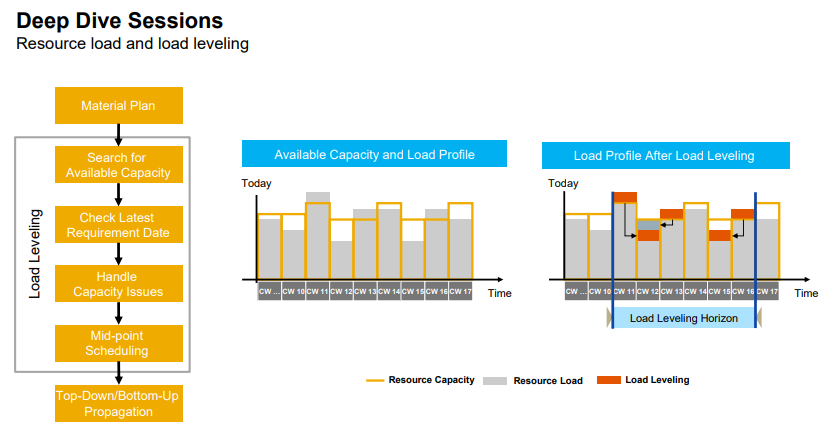 Deep Dive Sessions
Resource load and load leveling
Material Plan
Load Leveling
Search for
Available Capacity
Check Latest
Requirement Date
Handle
Capacity Issues
Mid-point
Scheduling
Top-Down/Bottom-Up
Propagation
Available Capacity and Load Profile
Today
CW ... CW 10 CW 11 CW 12 CW 13 CW 14 CW 15 CW 16 CW 17
Time
Load Profile After Load Leveling
Today
CW ... CW 10 CW 11 CW 12 CW 13 CW 14 CW 15 CW 16 CW 17
Time
Load Leveling Horizon
Resource Capacity
Resource Load
Load Leveling